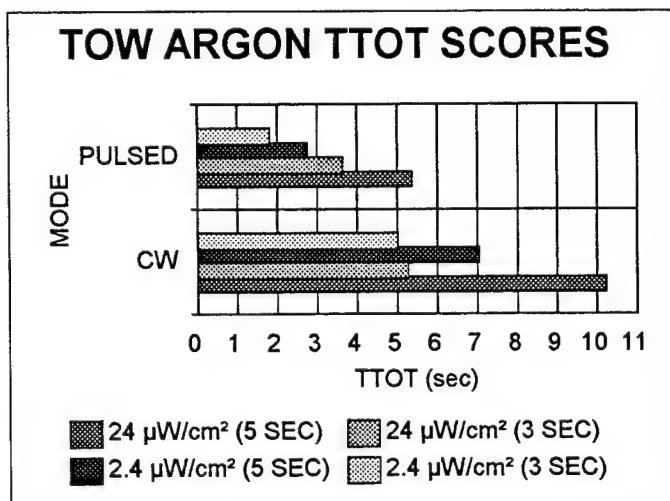 TOW ARGON TTOT SCORES
MODE
PULSED
CW
0 1 2 3 4 5 6 7 8 9 10 11
TTOT (sec)
24 µW/cm² (5 SEC) 24 µW/cm² (3 SEC)
2.4 µW/cm² (5 SEC) 2.4 µW/cm² (3 SEC)